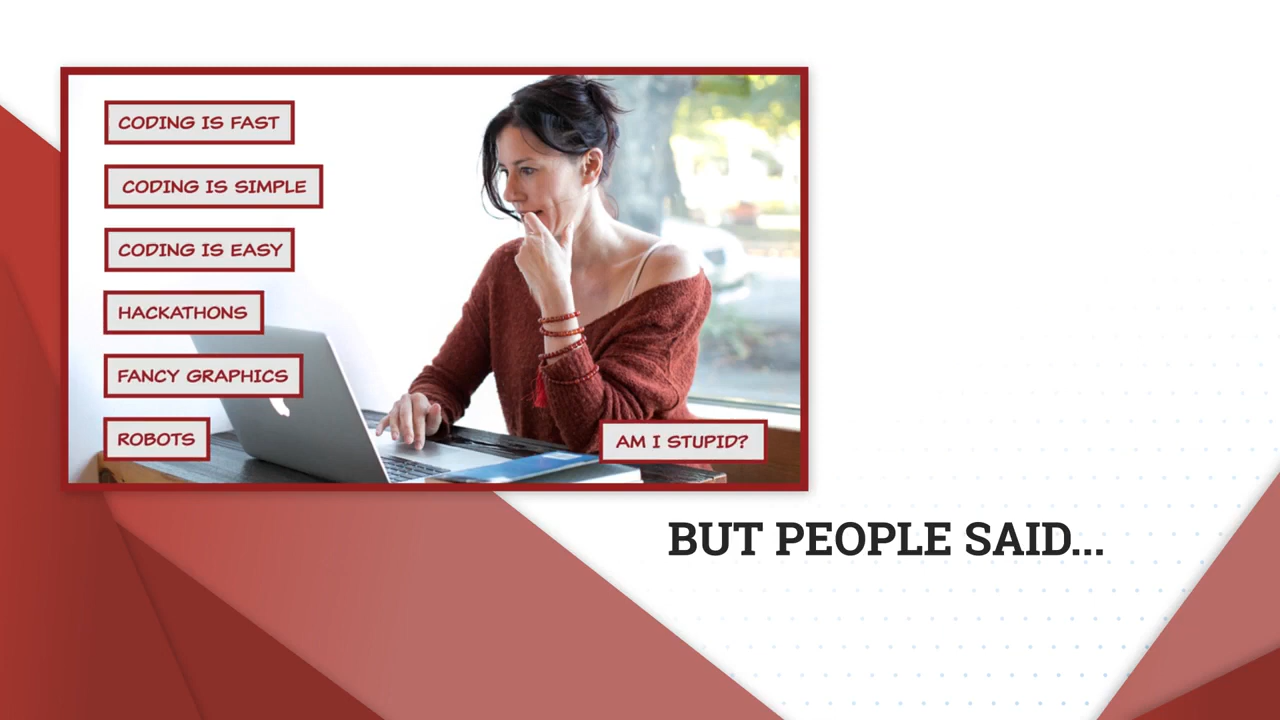 CODING IS FAST
CODING IS SIMPLE
CODING IS EASY
HACKATHONS
FANCY GRAPHICS
ROBOTS
AM I STUPID?
BUT PEOPLE SAID...